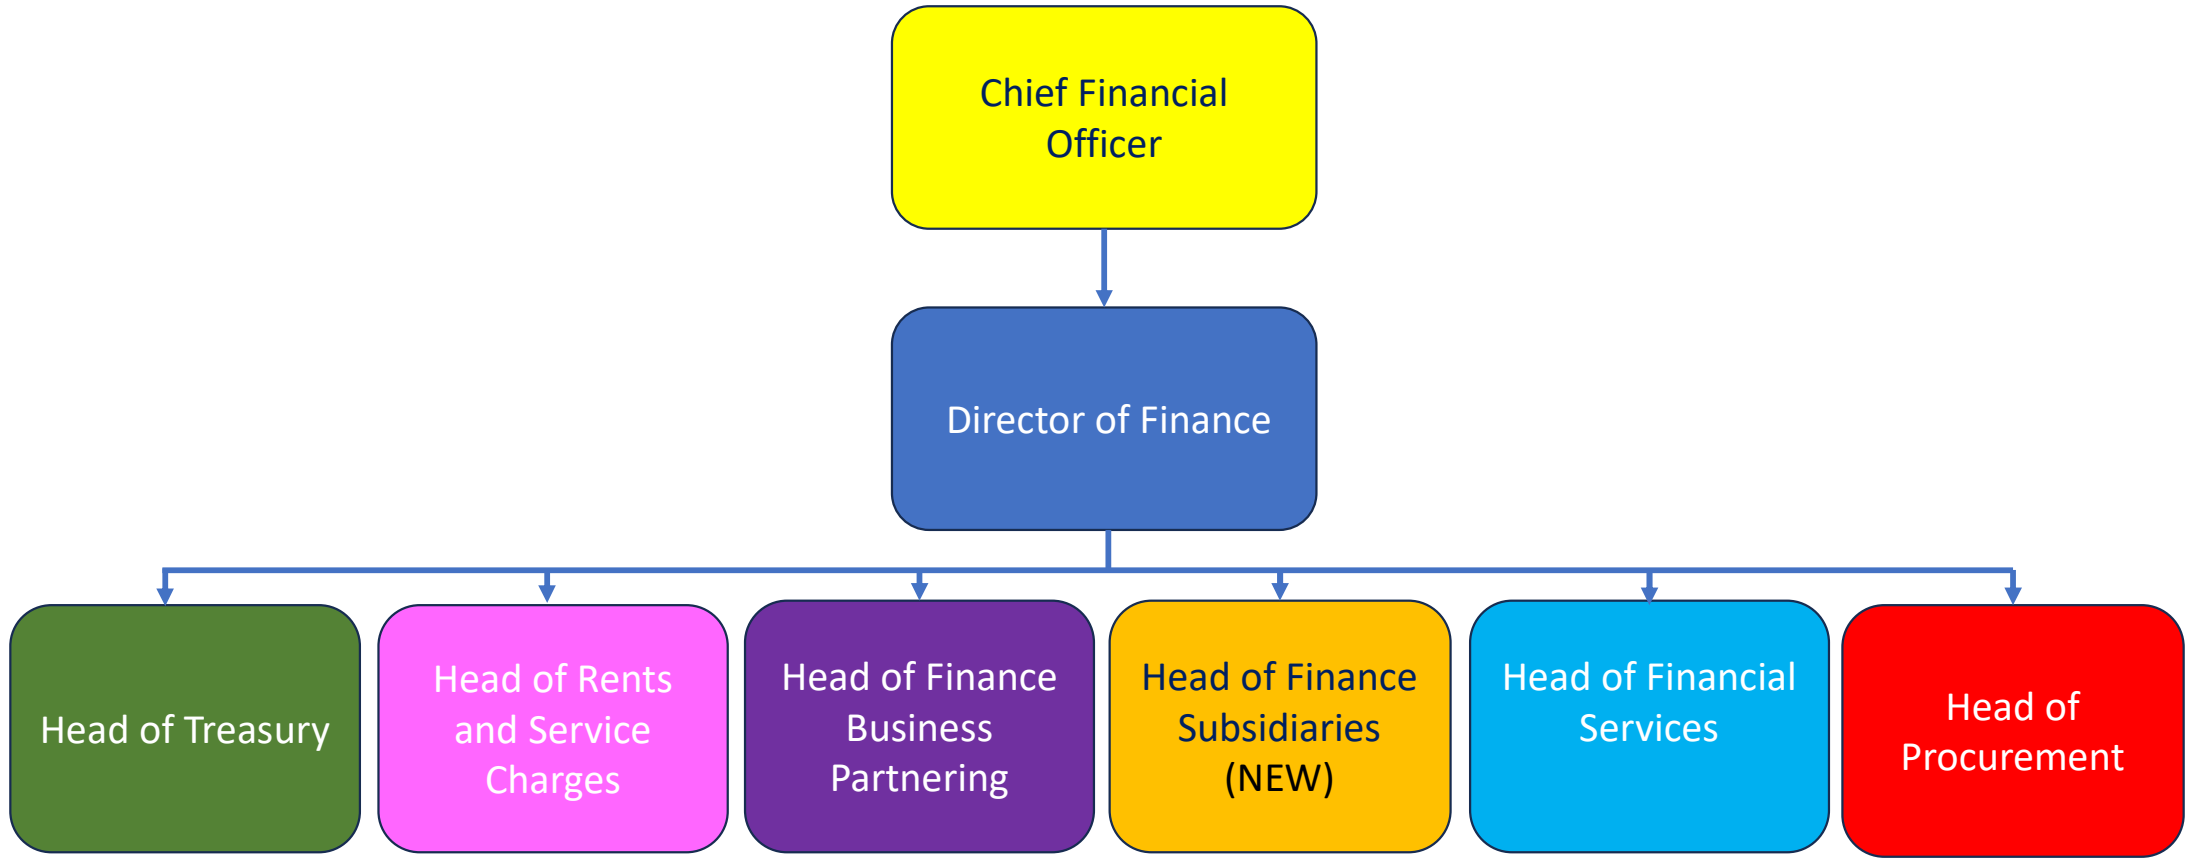 Chief Financial
Officer
Director of Finance
Head of Treasury
Head of Rents
and Service
Charges
Head of Finance
Business
Partnering
Head of Finance
Subsidiaries
(NEW)
Head of Financial
Services
Head of
Procurement